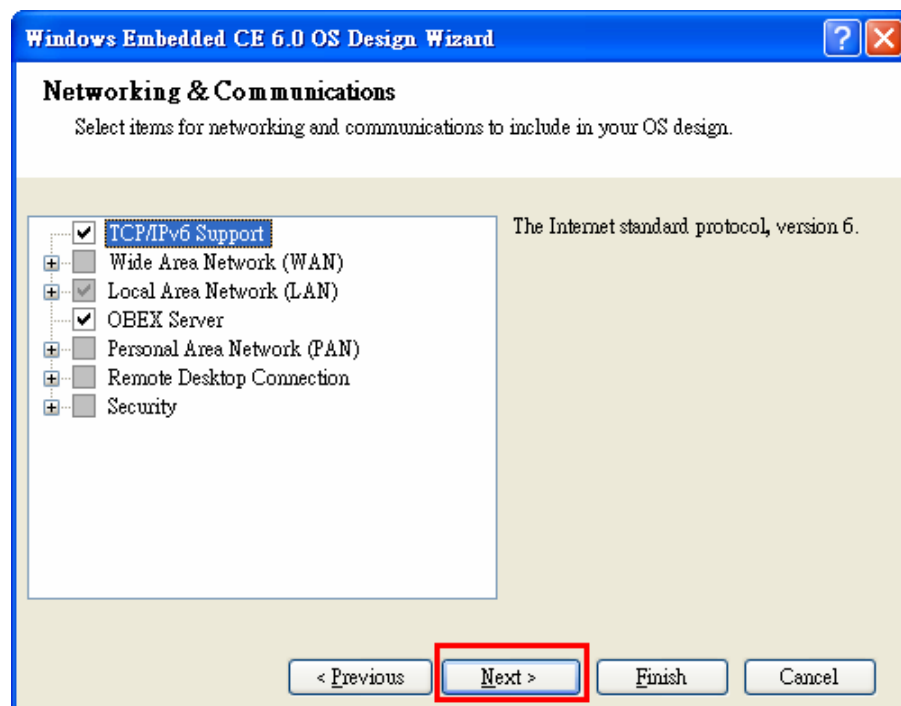 Windows Embedded CE 6.0 OS Design Wizard
Networking & Communications
Select items for networking and communications to include in your OS design.
TCP/IPv6 Support
The Internet standard protocol, version 6.
Wide Area Network (WAN)
Local Area Network (LAN)
OBEX Server
Personal Area Network (PAN)
Remote Desktop Connection
Security
< Previous
Next >
Finish
Cancel